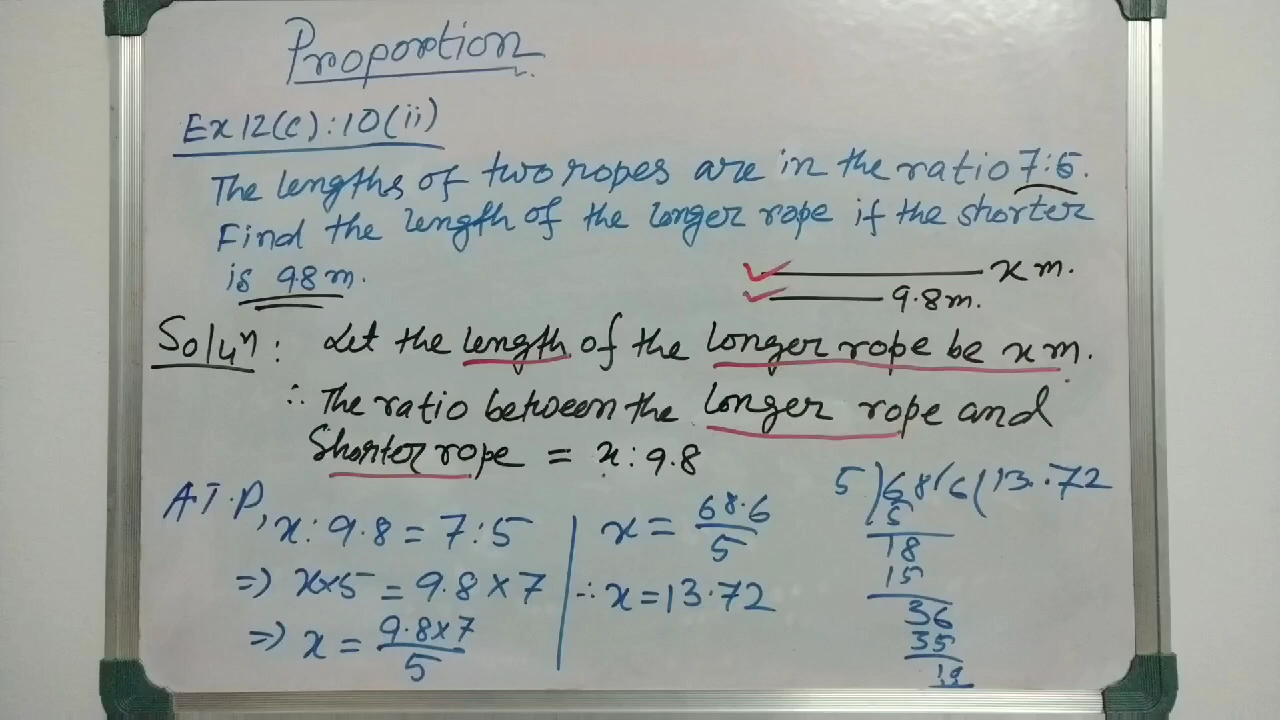 Proportion
Ex 12(c):10(ii)
The lengths of two ropes are in the ratio 7:5.
Find the length of the longer rope if the shorter
is 9.8 m.
x m.
9.8 m.
Soluⁿ: Let the length of the longer rope be x m.
∴ The ratio between the longer rope and
Shorter rope = x:9.8
A.T.P, x:9.8 = 7:5
=) x×5 = 9.8×7
=) x = 9.8×7/5
x = 68.6/5
∴ x = 13.72
5)68.6(13.72
5
18
15
36
35